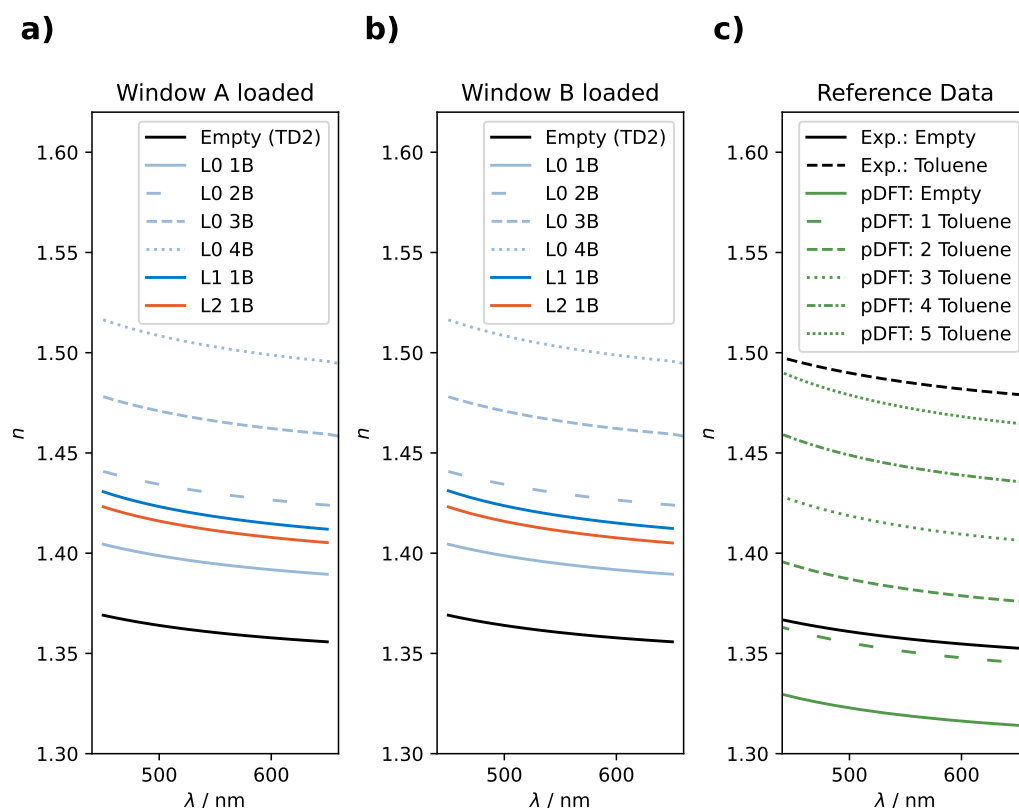 a)
Window A loaded
Empty (TD2)
L0 1B
L0 2B
L0 3B
L0 4B
L1 1B
L2 1B
1.60
1.55
1.50
1.45
1.40
1.35
1.30
n
500
600
λ / nm
b)
Window B loaded
Empty (TD2)
L0 1B
L0 2B
L0 3B
L0 4B
L1 1B
L2 1B
1.60
1.55
1.50
1.45
1.40
1.35
1.30
n
500
600
λ / nm
c)
Reference Data
Exp.: Empty
Exp.: Toluene
pDFT: Empty
pDFT: 1 Toluene
pDFT: 2 Toluene
pDFT: 3 Toluene
pDFT: 4 Toluene
pDFT: 5 Toluene
1.60
1.55
1.50
1.45
1.40
1.35
1.30
n
500
600
λ / nm